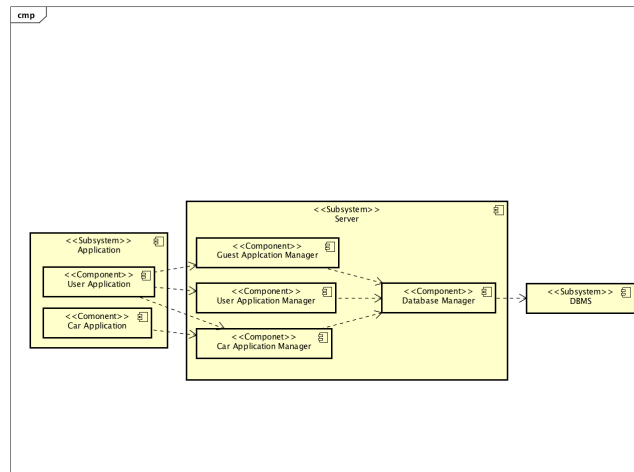 cmp
<<Subsystem>>
Server
<<Subsystem>>
Application
<<Component>>
Guest Applcation Manager
<<Component>>
User Application
<<Component>>
User Application Manager
<<Component>>
Database Manager
<<Subsystem>>
DBMS
<<Comonent>>
Car Application
<<Componet>>
Car Application Manager